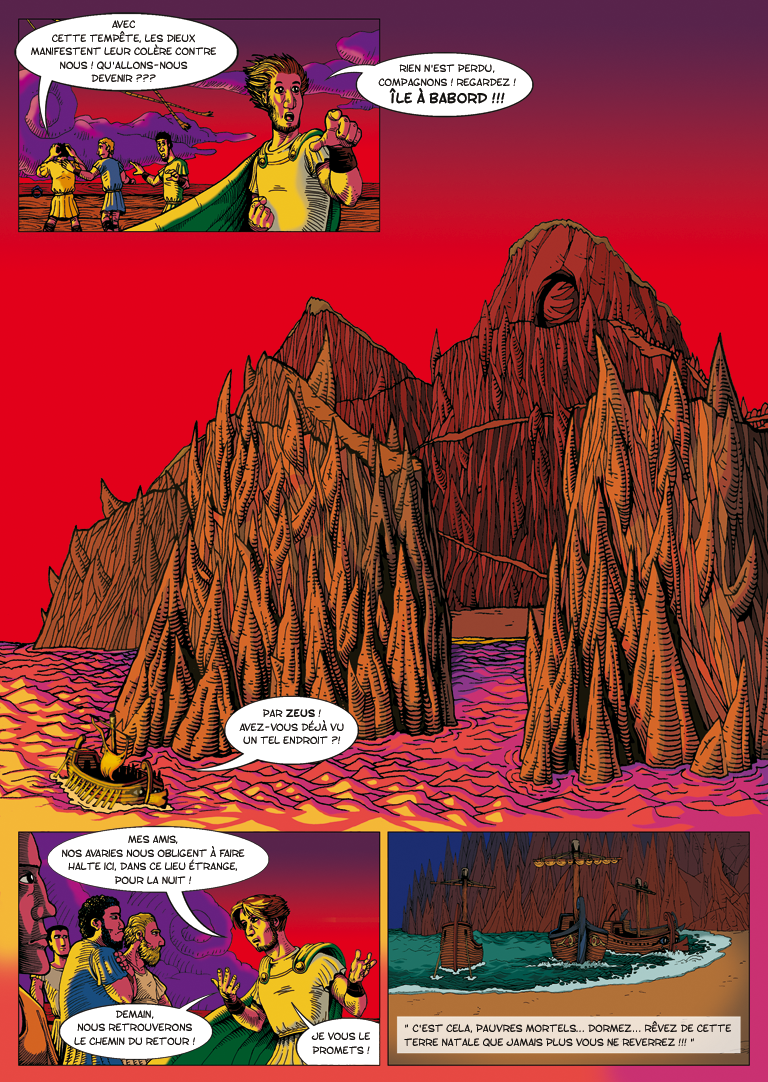 AVEC
CETTE TEMPÊTE, LES DIEUX
MANIFESTENT LEUR COLÈRE CONTRE
NOUS ! QU'ALLONS-NOUS
DEVENIR ???
RIEN N'EST PERDU,
COMPAGNONS ! REGARDEZ !
ÎLE À BABORD !!!
PAR ZEUS !
AVEZ-VOUS DÉJÀ VU
UN TEL ENDROIT ?!
MES AMIS,
NOS AVARIES NOUS OBLIGENT À FAIRE
HALTE ICI, DANS CE LIEU ÉTRANGE,
POUR LA NUIT !
DEMAIN,
NOUS RETROUVERONS
LE CHEMIN DU RETOUR !
JE VOUS LE
PROMETS !
" C'EST CELA, PAUVRES MORTELS... DORMEZ... RÊVEZ DE CETTE
TERRE NATALE QUE JAMAIS PLUS VOUS NE REVERREZ !!! "